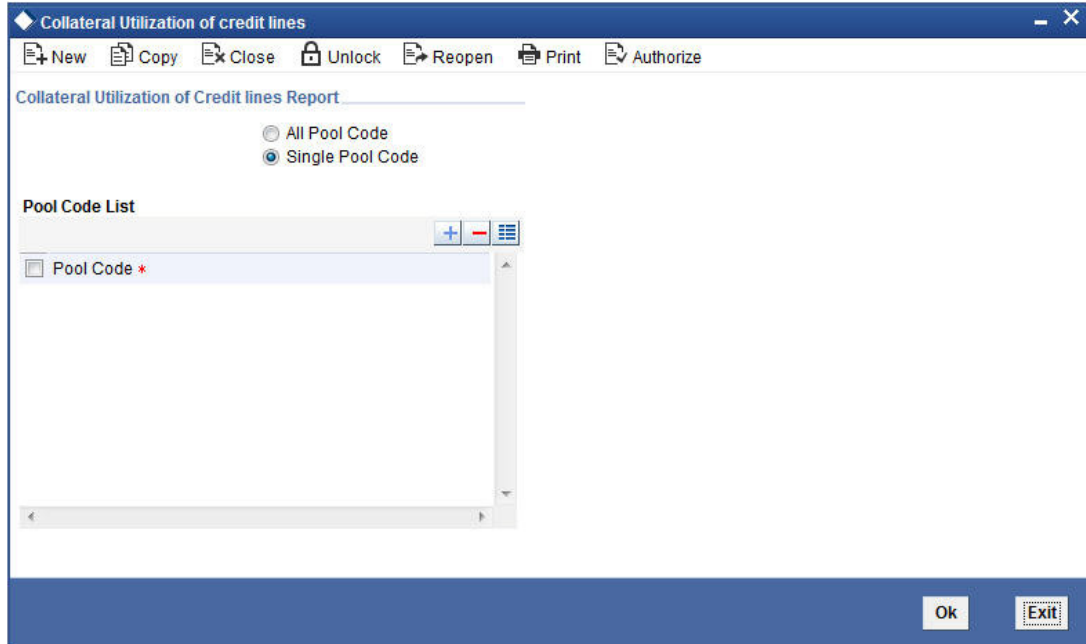 Collateral Utilization of credit lines
New Copy Close Unlock Reopen Print Authorize
Collateral Utilization of Credit lines Report
All Pool Code
Single Pool Code
Pool Code List
Pool Code *
Ok Exit